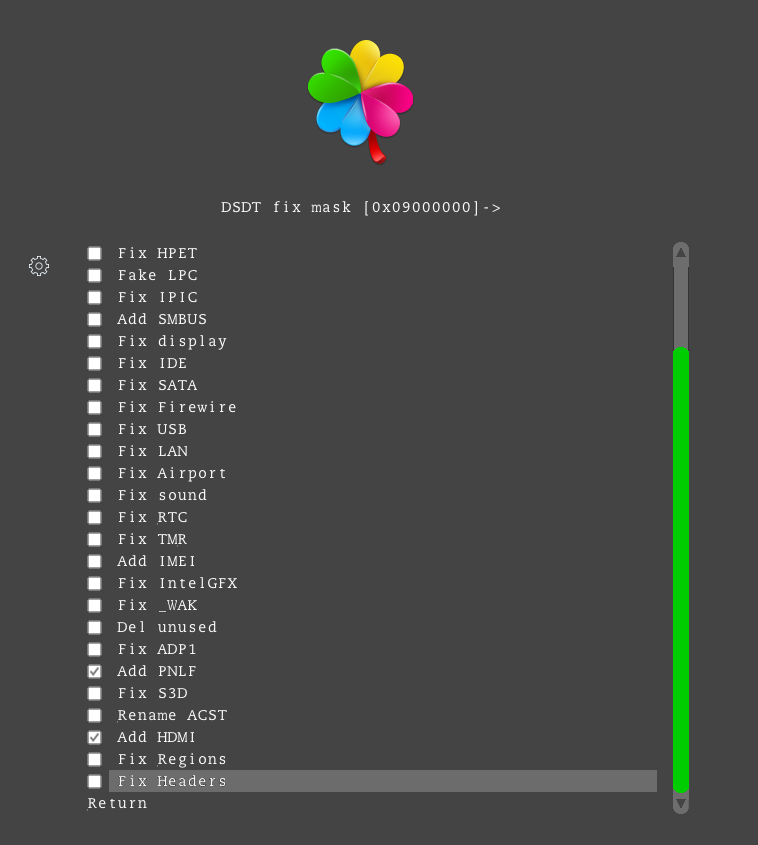 DSDT fix mask [0x09000000]->
Fix HPET
Fake LPC
Fix IPIC
Add SMBUS
Fix display
Fix IDE
Fix SATA
Fix Firewire
Fix USB
Fix LAN
Fix Airport
Fix sound
Fix RTC
Fix TMR
Add IMEI
Fix IntelGFX
Fix _WAK
Del unused
Fix ADP1
Add PNLF
Fix S3D
Rename ACST
Add HDMI
Fix Regions
Fix Headers
Return